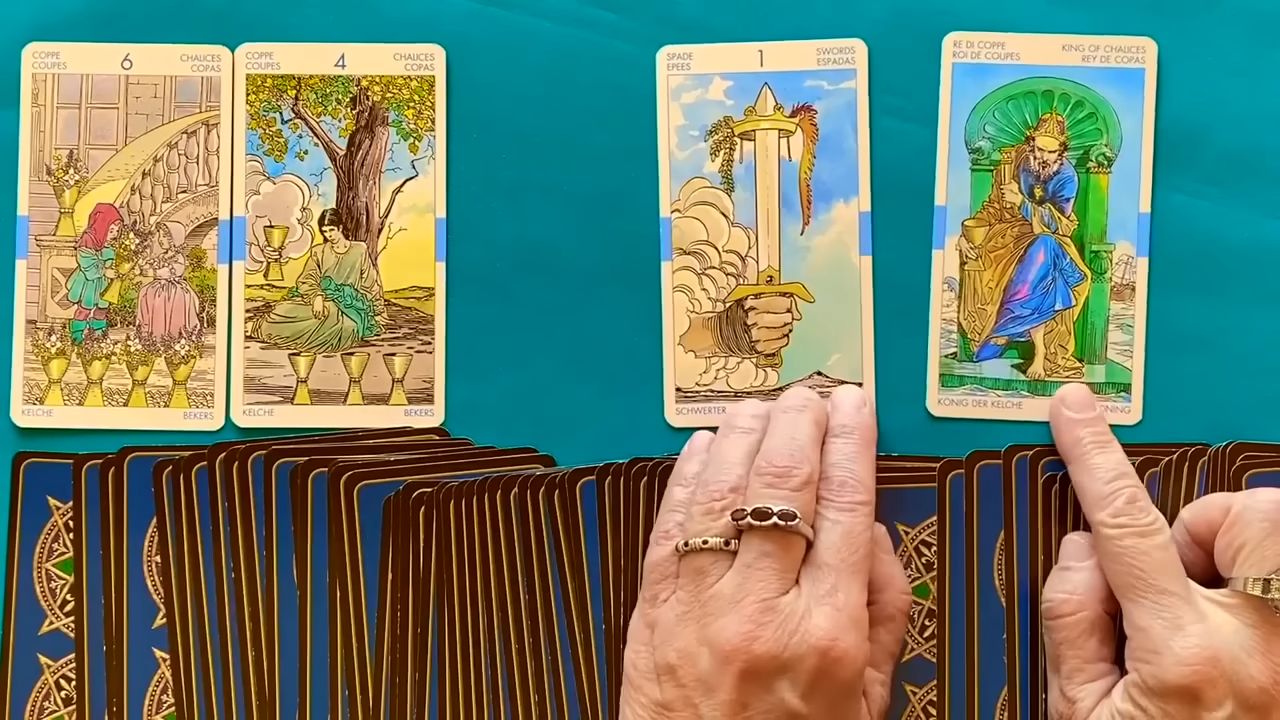 COPPE
COUPES
6
CHALICES
COPAS
KELCHE
BEKERS
COPPE
COUPES
4
CHALICES
COPAS
KELCHE
BEKERS
SPADE
EPEES
1
SWORDS
ESPADAS
SCHWERTER
RE DI COPPE
ROI DE COUPES
KING OF CHALICES
REY DE COPAS
KÖNIG DER KELCHE